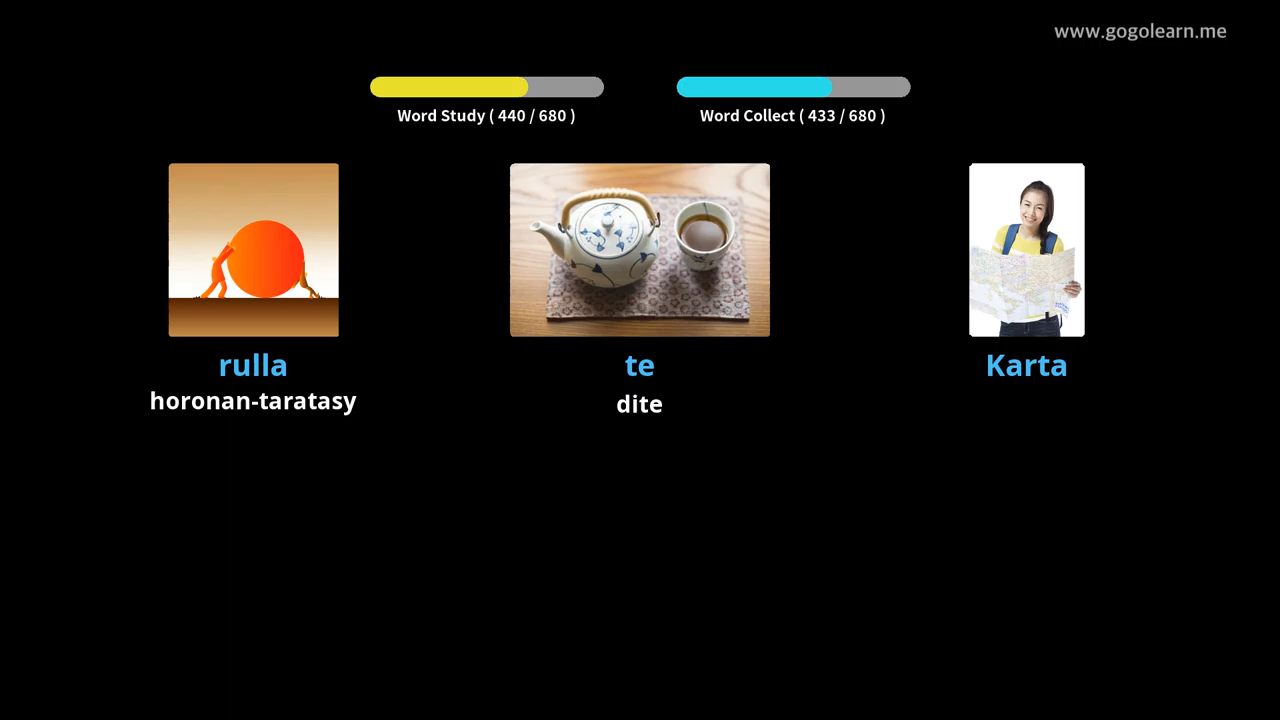 www.gogolearn.me
Word Study ( 440 / 680 )
Word Collect ( 433 / 680 )
rulla
horonan-taratasy
te
dite
Karta